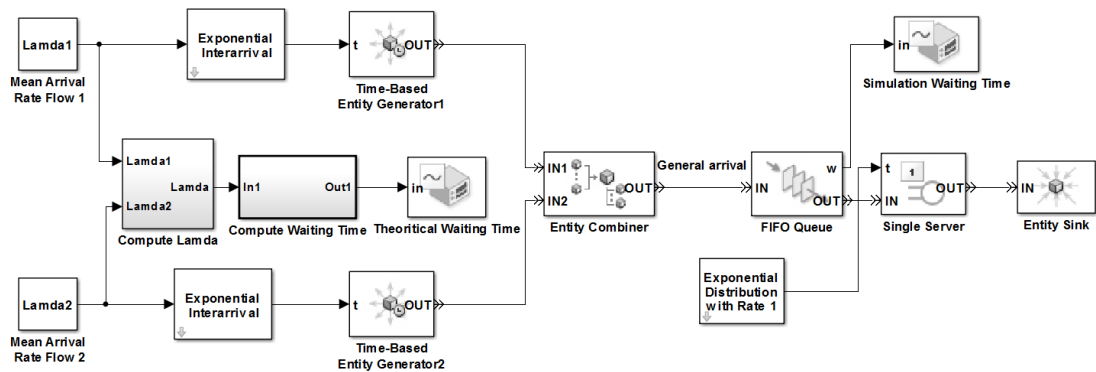 Lamda1
Mean Arrival
Rate Flow 1
Exponential
Interarrival
t
OUT
Time-Based
Entity Generator1
in
Simulation Waiting Time
Lamda1
Lamda
Lamda2
Compute Lamda
In1
Out1
Compute Waiting Time
in
Theoritical Waiting Time
IN1
IN2
OUT
Entity Combiner
General arrival
IN
w
OUT
FIFO Queue
t
IN
1
OUT
Single Server
IN
Entity Sink
Lamda2
Mean Arrival
Rate Flow 2
Exponential
Interarrival
t
OUT
Time-Based
Entity Generator2
Exponential
Distribution
with Rate 1